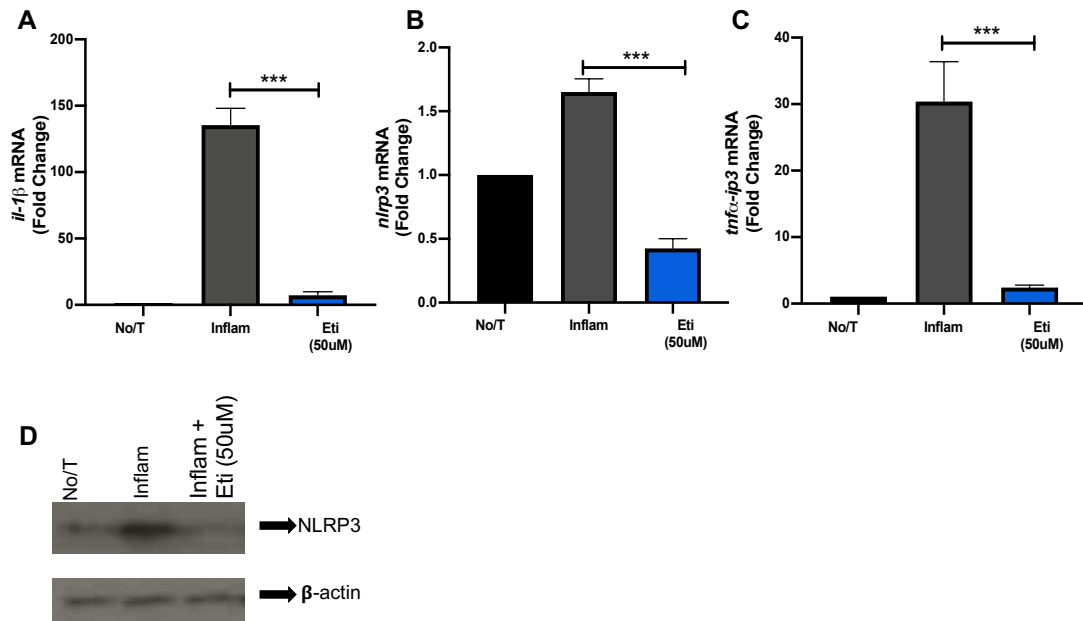 A
il-1β mRNA
(Fold Change)
200
150
100
50
0
***
No/T
Inflam
Eti
(50uM)
B
nlrp3 mRNA
(Fold Change)
2.0
1.5
1.0
0.5
0.0
***
No/T
Inflam
Eti
(50uM)
C
tnfα-ip3 mRNA
(Fold Change)
40
30
20
10
0
***
No/T
Inflam
Eti
(50uM)
D
No/T
Inflam
Inflam +
Eti (50uM)
NLRP3
β-actin